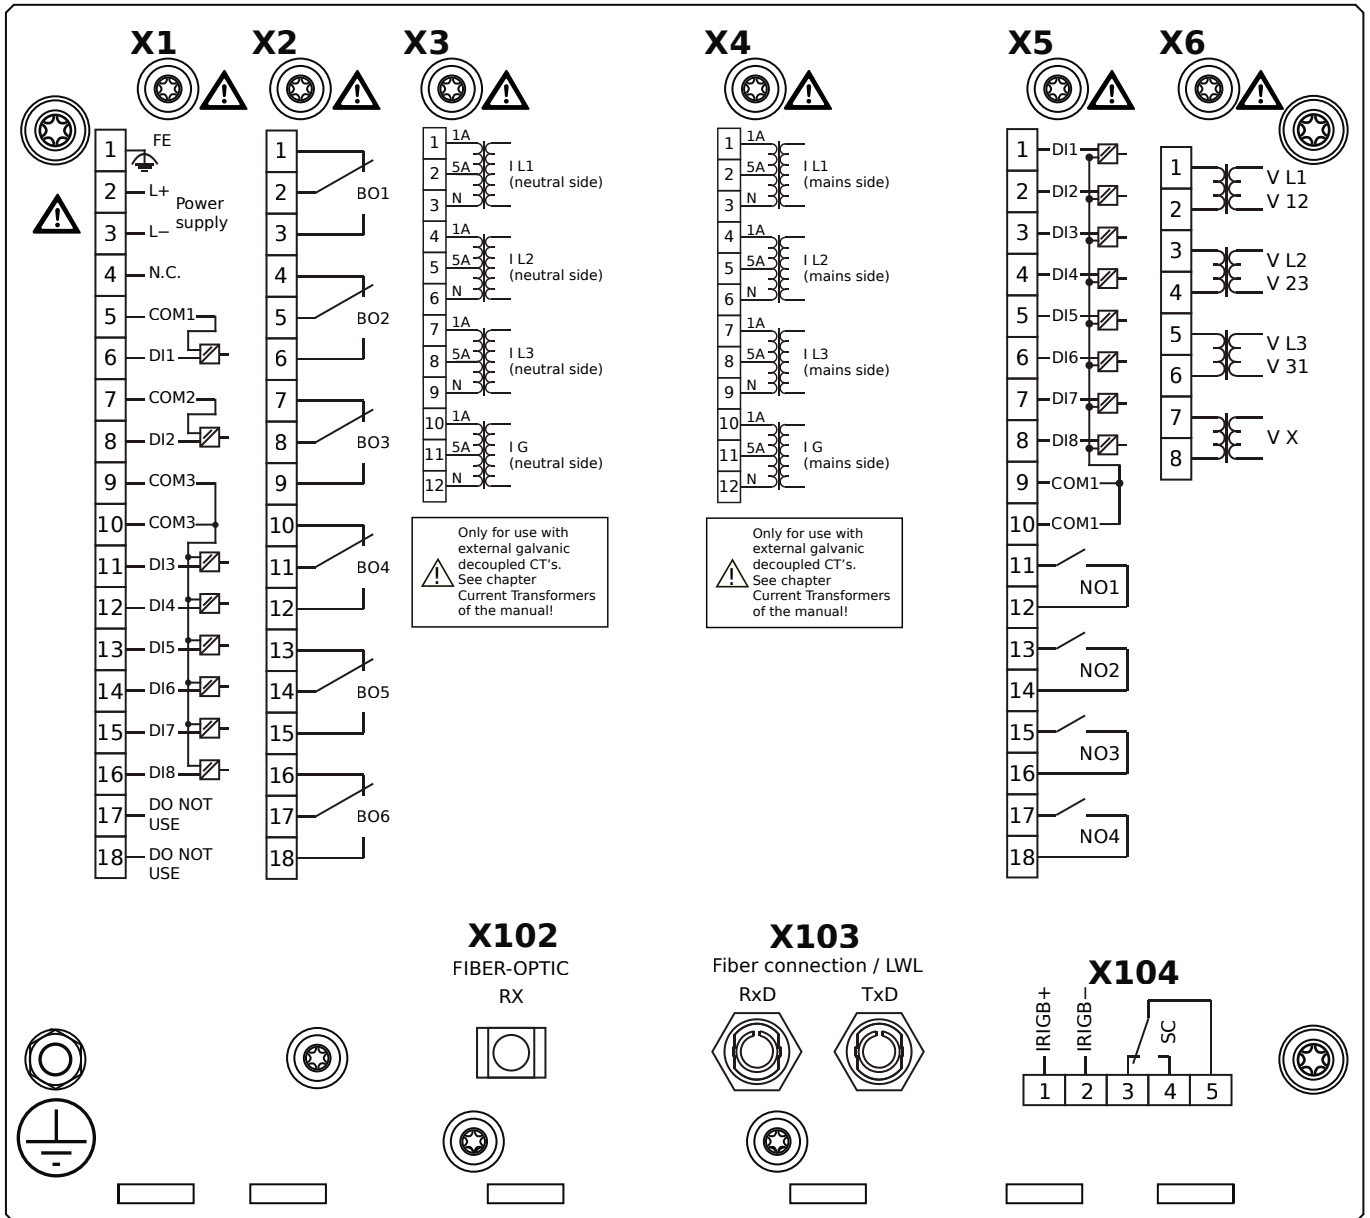 X1
X2
X3
X4
X5
X6
1 FE
2 L+
Power
supply
3 L−
4 N.C.
5 COM1
6 DI1
7 COM2
8 DI2
9 COM3
10 COM3
11 DI3
12 DI4
13 DI5
14 DI6
15 DI7
16 DI8
17 DO NOT
USE
18 DO NOT
USE
1
2 BO1
3
4
5 BO2
6
7
8 BO3
9
10
11 BO4
12
13
14 BO5
15
16
17 BO6
18
1 1A
2 5A I L1
(neutral side)
3 N
4 1A
5 5A I L2
(neutral side)
6 N
7 1A
8 5A I L3
(neutral side)
9 N
10 1A
11 5A I G
(neutral side)
12 N
Only for use with
external galvanic
decoupled CT's.
See chapter
Current Transformers
of the manual!
1 1A
2 5A I L1
(mains side)
3 N
4 1A
5 5A I L2
(mains side)
6 N
7 1A
8 5A I L3
(mains side)
9 N
10 1A
11 5A I G
(mains side)
12 N
Only for use with
external galvanic
decoupled CT's.
See chapter
Current Transformers
of the manual!
1 DI1
2 DI2
3 DI3
4 DI4
5 DI5
6 DI6
7 DI7
8 DI8
9 COM1
10 COM1
11
NO1
12
13
NO2
14
15
NO3
16
17
NO4
18
1 V L1
2 V 12
3 V L2
4 V 23
5 V L3
6 V 31
7
V X
8
X102
FIBER-OPTIC
RX
X103
Fiber connection / LWL
RxD TxD
X104
IRIGB+
IRIGB−
SC
1 2 3 4 5